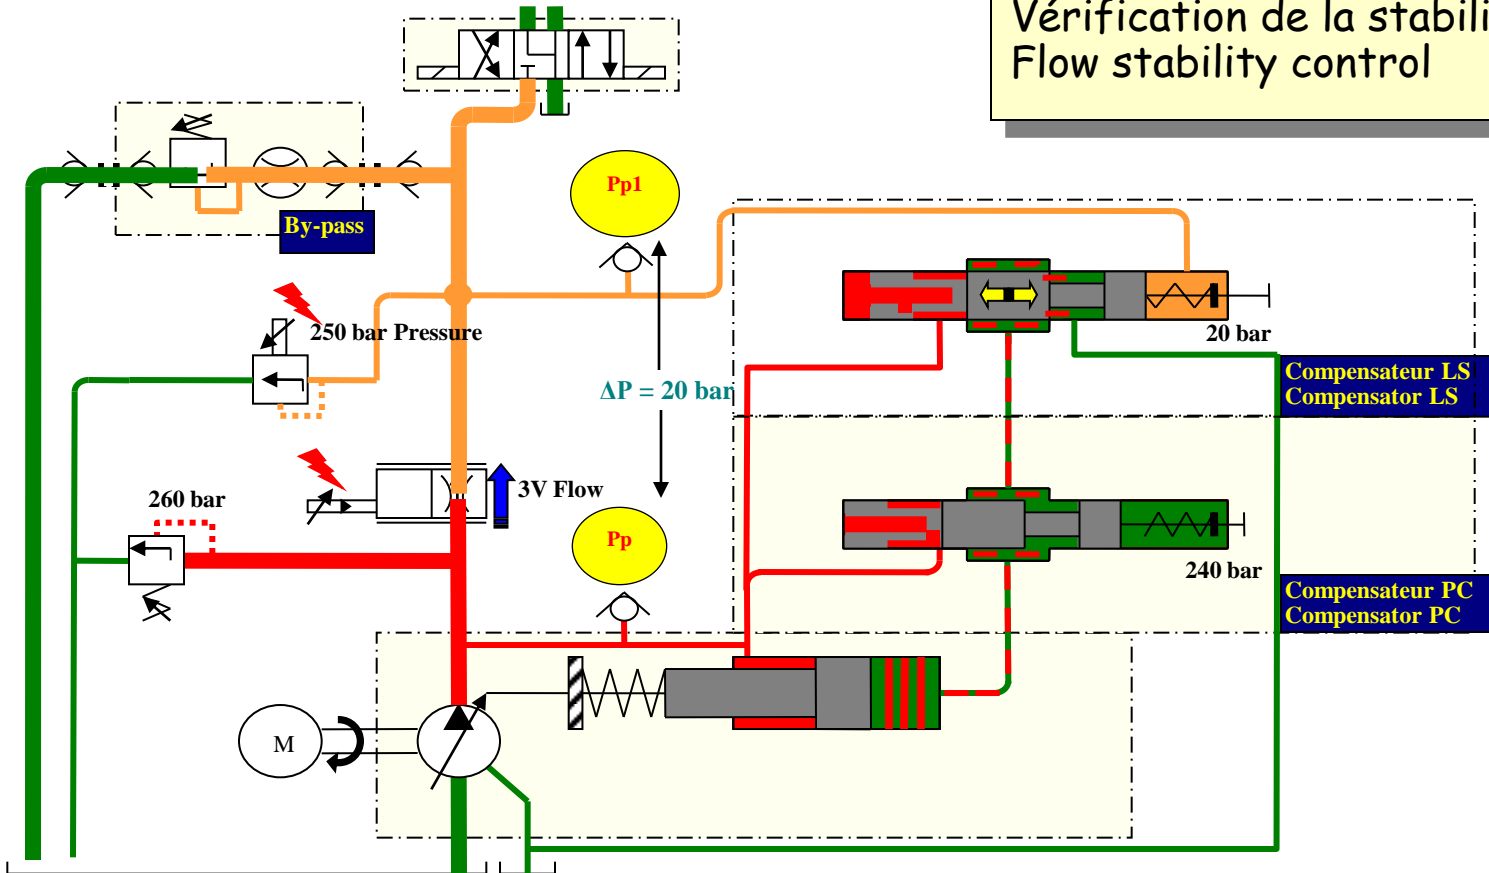 Vérification de la
Flow stability control
Pp1
By-pass
250 bar Pressure
20 bar
ΔP = 20 bar
Compensateur LS
Compensator LS
3V Flow
260 bar
Pp
240 bar
Compensateur PC
Compensator PC
M